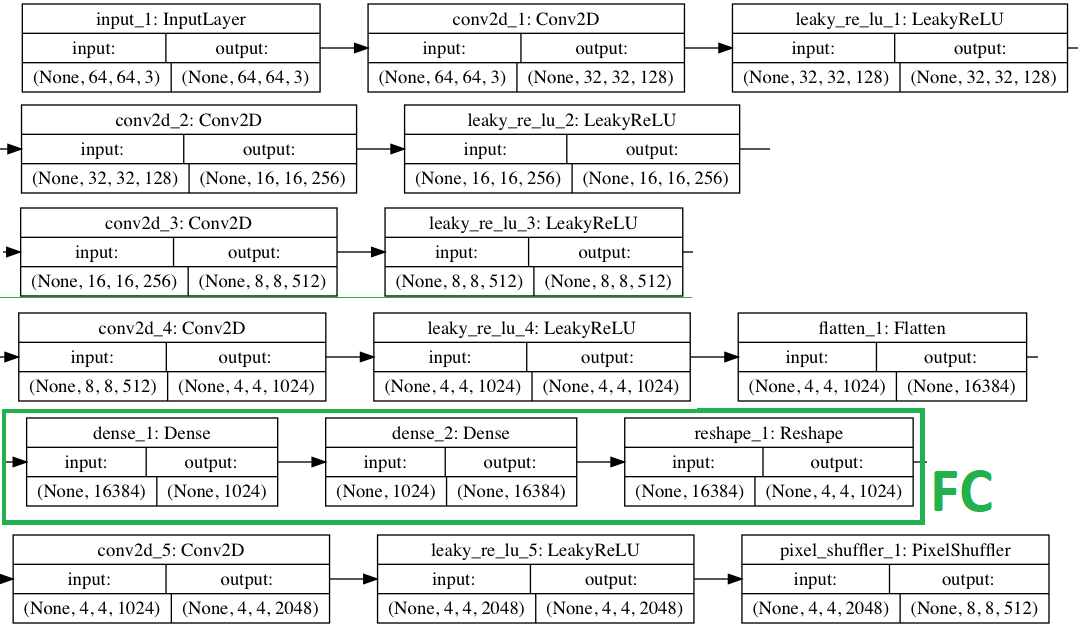 input_1: InputLayer conv2d_1: Conv2D leaky_re_lu_1: LeakyReLU
input: output: input: output: input: output:
(None, 64, 64, 3) (None, 64, 64, 3) (None, 64, 64, 3) (None, 32, 32, 128) (None, 32, 32, 128) (None, 32, 32, 128)
conv2d_2: Conv2D leaky_re_lu_2: LeakyReLU
input: output: input: output:
(None, 32, 32, 128) (None, 16, 16, 256) (None, 16, 16, 256) (None, 16, 16, 256)
conv2d_3: Conv2D leaky_re_lu_3: LeakyReLU
input: output: input: output:
(None, 16, 16, 256) (None, 8, 8, 512) (None, 8, 8, 512) (None, 8, 8, 512)
conv2d_4: Conv2D leaky_re_lu_4: LeakyReLU flatten_1: Flatten
input: output: input: output: input: output:
(None, 8, 8, 512) (None, 4, 4, 1024) (None, 4, 4, 1024) (None, 4, 4, 1024) (None, 4, 4, 1024) (None, 16384)
dense_1: Dense dense_2: Dense reshape_1: Reshape
input: output: input: output: input: output:
(None, 16384) (None, 1024) (None, 1024) (None, 16384) (None, 16384) (None, 4, 4, 1024)
FC
conv2d_5: Conv2D leaky_re_lu_5: LeakyReLU pixel_shuffler_1: PixelShuffler
input: output: input: output: input: output:
(None, 4, 4, 1024) (None, 4, 4, 2048) (None, 4, 4, 2048) (None, 4, 4, 2048) (None, 4, 4, 2048) (None, 8, 8, 512)